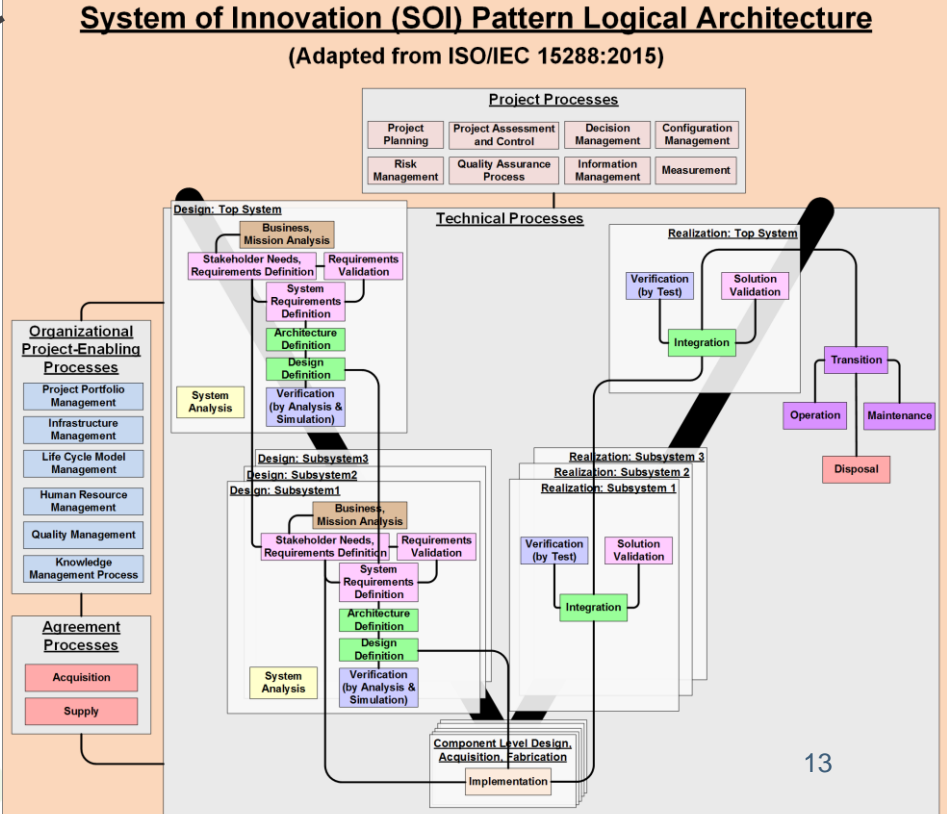 System of Innovation (SOI) Pattern Logical Architecture
(Adapted from ISO/IEC 15288:2015)
Project Processes
Project
Planning
Project Assessment
and Control
Decision
Management
Configuration
Management
Risk
Management
Quality Assurance
Process
Information
Management
Measurement
Technical Processes
Design: Top System
Business,
Mission Analysis
Stakeholder Needs,
Requirements Definition
Requirements
Validation
System
Requirements
Definition
Architecture
Definition
Design
Definition
System
Analysis
Verification
(by Analysis &
Simulation)
Realization: Top System
Verification
(by Test)
Solution
Validation
Integration
Transition
Operation
Maintenance
Disposal
Organizational
Project-Enabling
Processes
Project Portfolio
Management
Infrastructure
Management
Life Cycle Model
Management
Human Resource
Management
Quality Management
Knowledge
Management Process
Agreement
Processes
Acquisition
Supply
Design: Subsystem3
Design: Subsystem2
Design: Subsystem1
Business,
Mission Analysis
Stakeholder Needs,
Requirements Definition
Requirements
Validation
System
Requirements
Definition
Architecture
Definition
Design
Definition
System
Analysis
Verification
(by Analysis &
Simulation)
Realization: Subsystem 3
Realization: Subsystem 2
Realization: Subsystem 1
Verification
(by Test)
Solution
Validation
Integration
Component Level Design,
Acquisition, Fabrication
Implementation
13